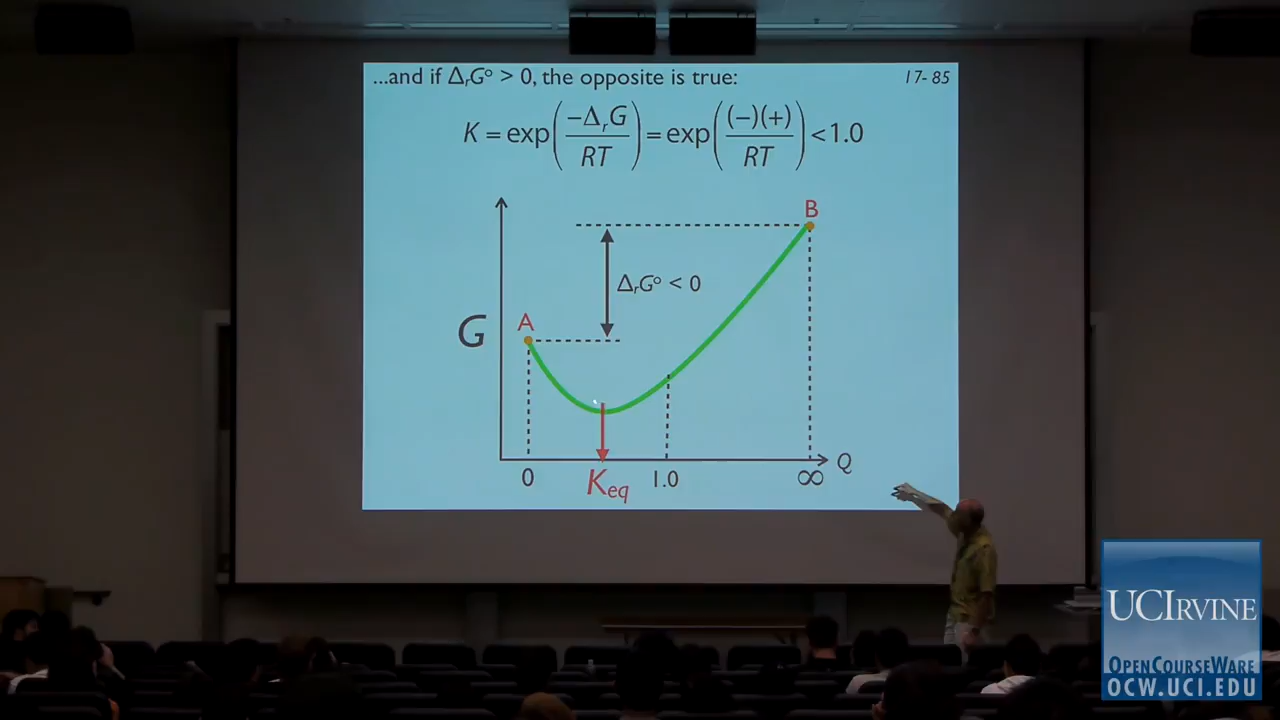 ...and if ΔrG° > 0, the opposite is true:
17- 85
K = exp(−ΔrG / RT) = exp((−)(+) / RT) < 1.0
B
ΔrG° < 0
A
G
Q
0
Keq
1.0
∞
UCIRVINE
OPENCOURSEWARE
OCW.UCI.EDU